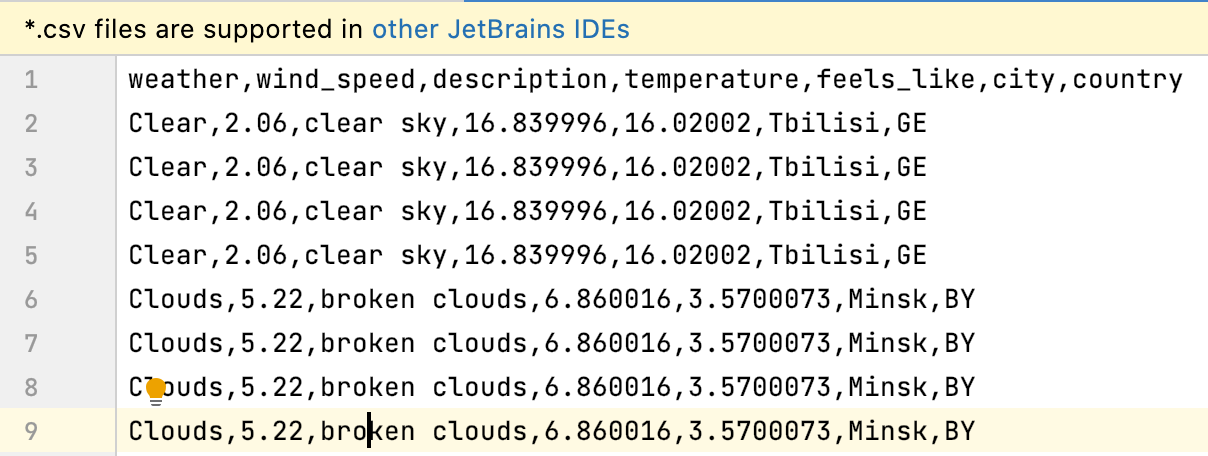 *.csv files are supported in other JetBrains IDEs
1 weather,wind_speed,description,temperature,feels_like,city,country
2 Clear,2.06,clear sky,16.839996,16.02002,Tbilisi,GE
3 Clear,2.06,clear sky,16.839996,16.02002,Tbilisi,GE
4 Clear,2.06,clear sky,16.839996,16.02002,Tbilisi,GE
5 Clear,2.06,clear sky,16.839996,16.02002,Tbilisi,GE
6 Clouds,5.22,broken clouds,6.860016,3.5700073,Minsk,BY
7 Clouds,5.22,broken clouds,6.860016,3.5700073,Minsk,BY
8 Clouds,5.22,broken clouds,6.860016,3.5700073,Minsk,BY
9 Clouds,5.22,broken clouds,6.860016,3.5700073,Minsk,BY